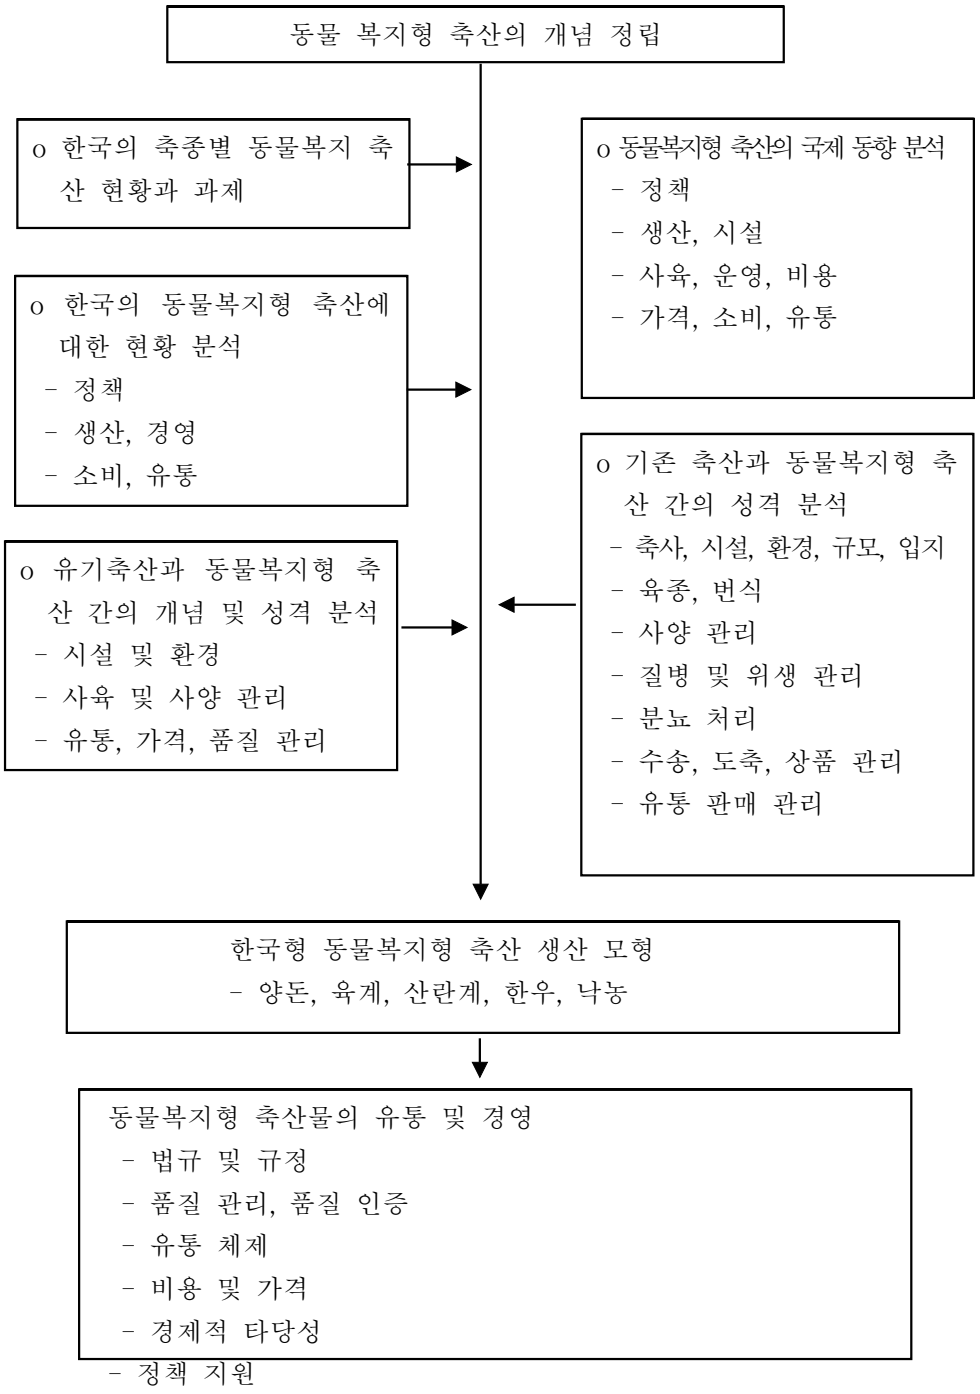 동물 복지형 축산의 개념 정립
o 한국의 축종별 동물복지 축
산 현황과 과제
o 한국의 동물복지형 축산에
대한 현황 분석
- 정책
- 생산, 경영
- 소비, 유통
o 유기축산과 동물복지형 축
산 간의 개념 및 성격 분석
- 시설 및 환경
- 사육 및 사양 관리
- 유통, 가격, 품질 관리
o 동물복지형 축산의 국제 동향 분석
- 정책
- 생산, 시설
- 사육, 운영, 비용
- 가격, 소비, 유통
o 기존 축산과 동물복지형 축
산 간의 성격 분석
- 축사, 시설, 환경, 규모, 입지
- 육종, 번식
- 사양 관리
- 질병 및 위생 관리
- 분뇨 처리
- 수송, 도축, 상품 관리
- 유통 판매 관리
한국형 동물복지형 축산 생산 모형
- 양돈, 육계, 산란계, 한우, 낙농
동물복지형 축산물의 유통 및 경영
- 법규 및 규정
- 품질 관리, 품질 인증
- 유통 체제
- 비용 및 가격
- 경제적 타당성
- 정책 지원